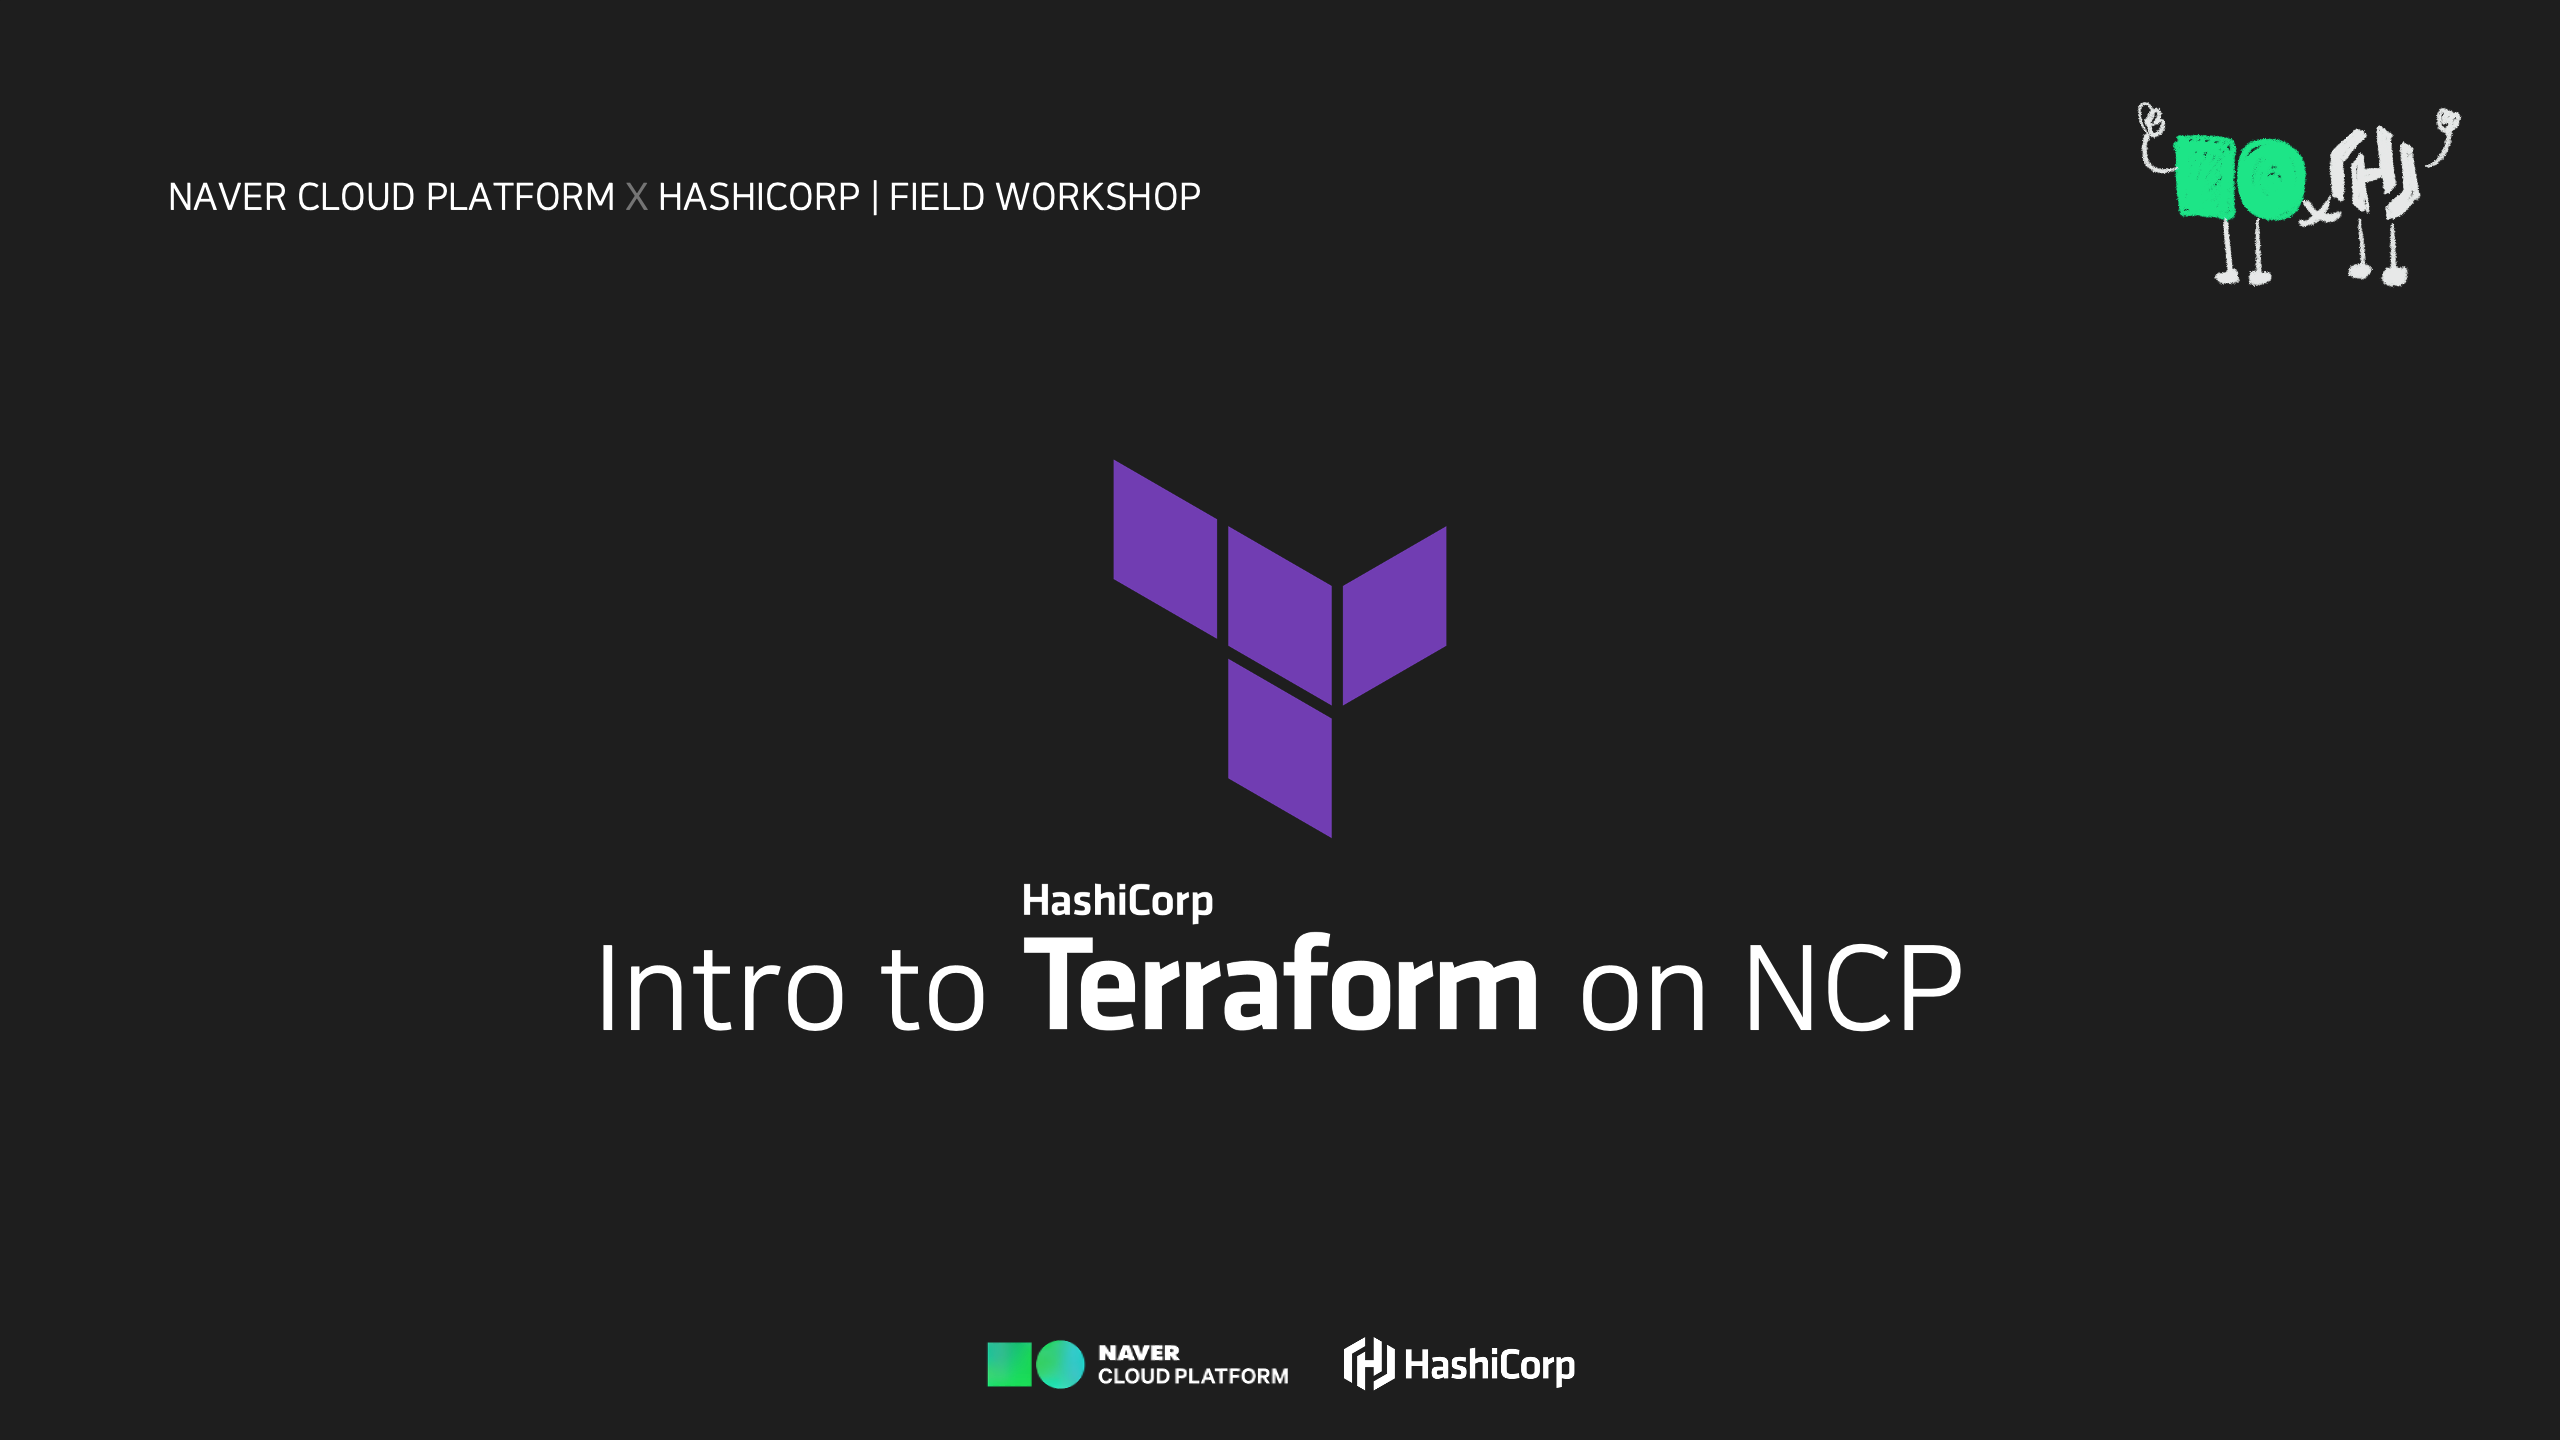 NAVER CLOUD PLATFORM X HASHICORP | FIELD WORKSHOP
HashiCorp
Intro to Terraform on NCP
NAVER
CLOUD PLATFORM
HashiCorp